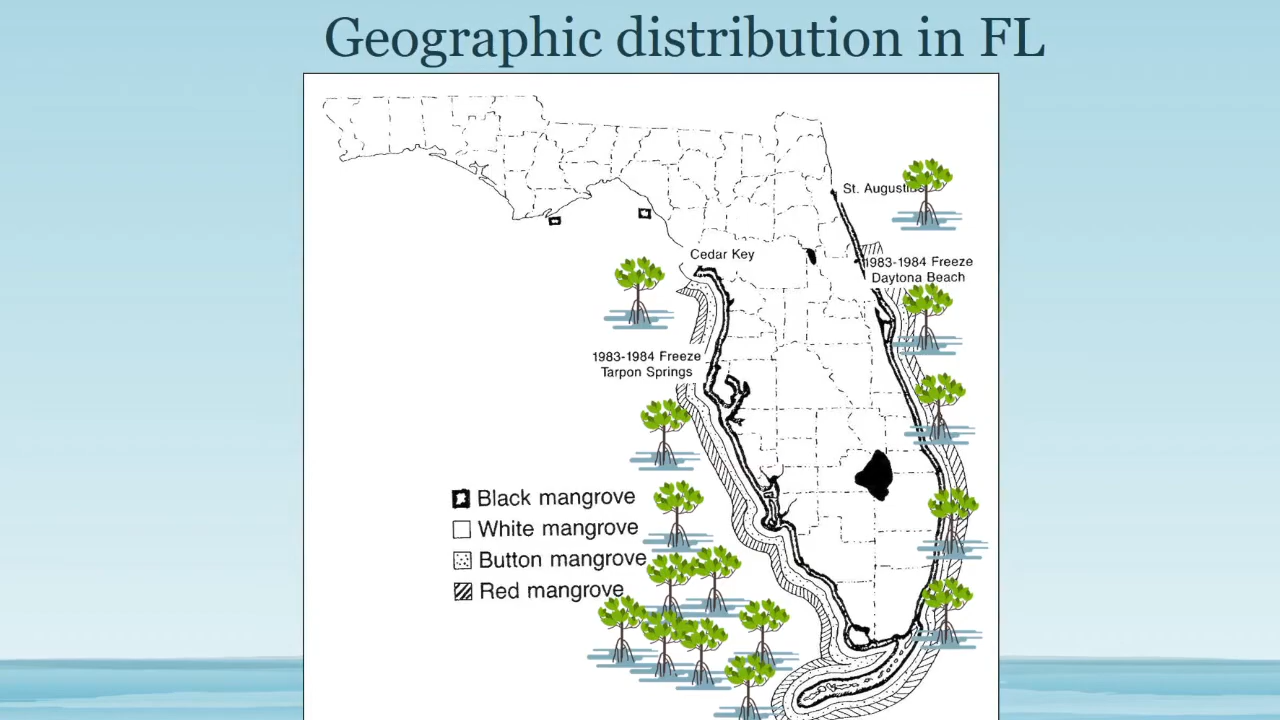 Geographic distribution in FL
St. Augustine
Cedar Key
1983-1984 Freeze
Daytona Beach
1983-1984 Freeze
Tarpon Springs
Black mangrove
White mangrove
Button mangrove
Red mangrove